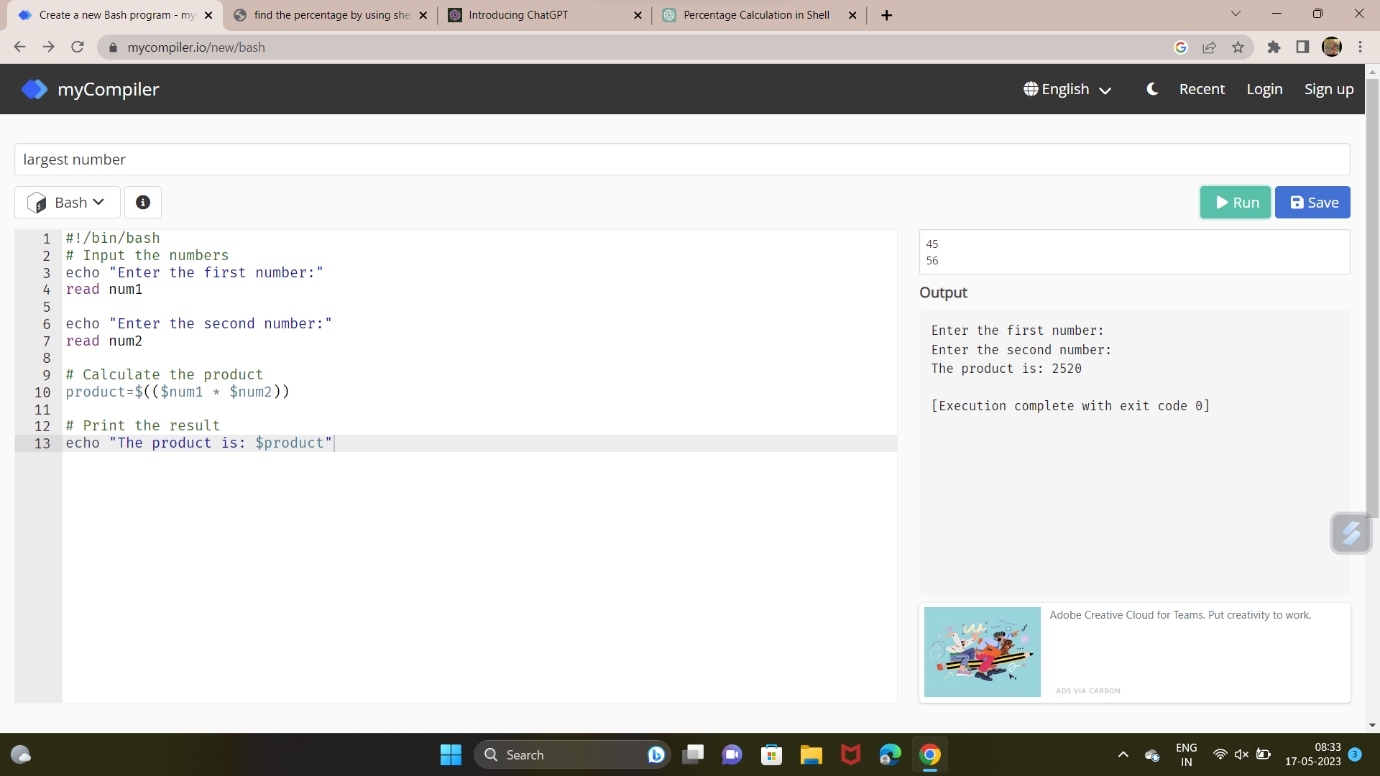 Create a new Bash program - my
find the percentage by using she
Introducing ChatGPT
Percentage Calculation in Shell
mycompiler.io/new/bash
myCompiler
English
Recent
Login
Sign up
largest number
Bash
Run
Save
1 #!/bin/bash
2 # Input the numbers
3 echo "Enter the first number:"
4 read num1
5
6 echo "Enter the second number:"
7 read num2
8
9 # Calculate the product
10 product=$(($num1 * $num2))
11
12 # Print the result
13 echo "The product is: $product"
45
56
Output
Enter the first number:
Enter the second number:
The product is: 2520
[Execution complete with exit code 0]
Adobe Creative Cloud for Teams. Put creativity to work.
ADS VIA CARBON
Search
ENG
IN
08:33
17-05-2023
3